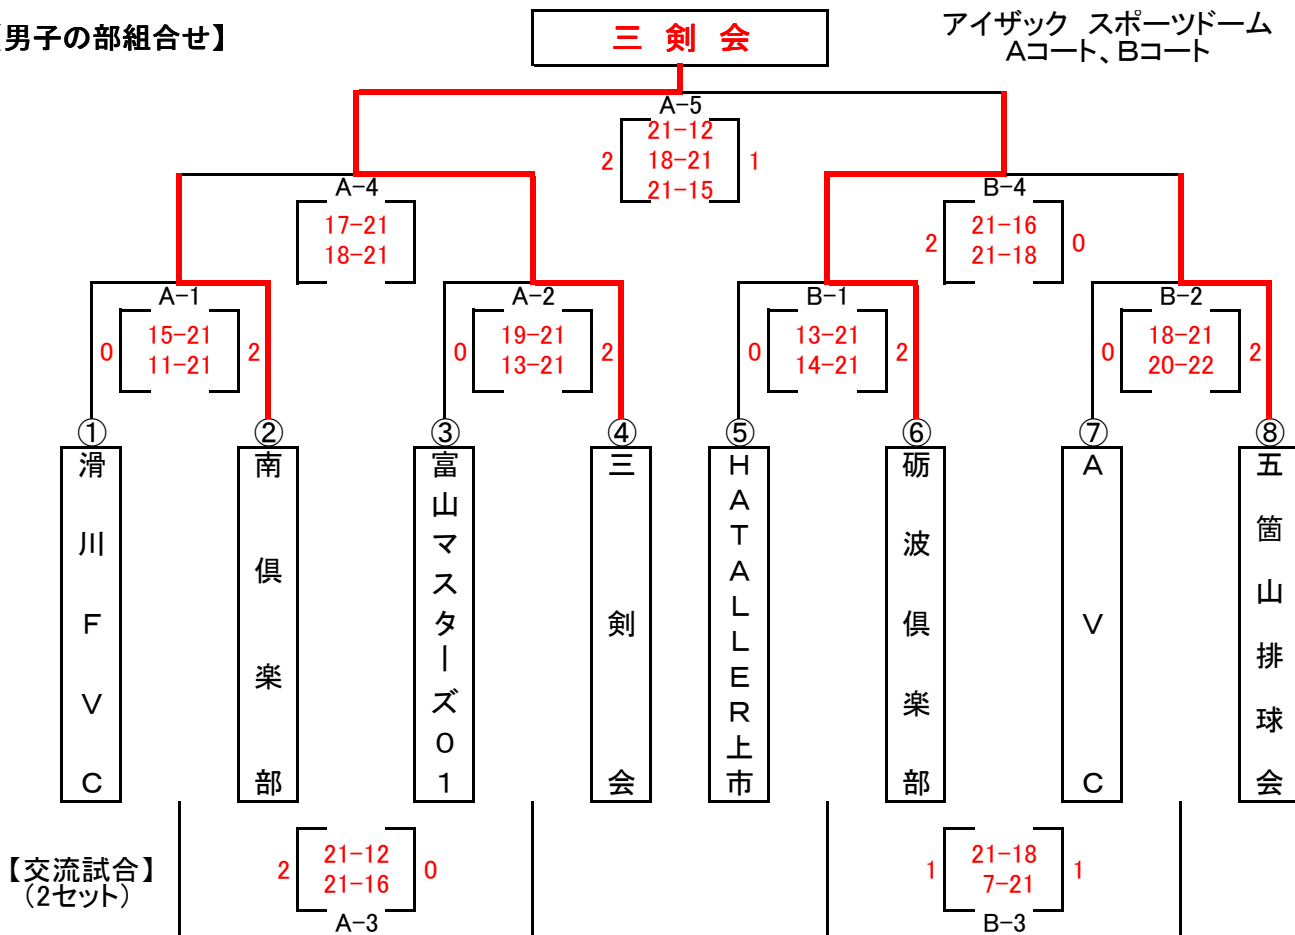 【男子の部組合せ】
三剣会
アイザック スポーツドーム
Aコート、Bコート
A-5
21-12
2 18-21 1
21-15
A-4
17-21
18-21
B-4
21-16
2 0
21-18
A-1
15-21
0 2
11-21
A-2
19-21
0 2
13-21
B-1
13-21
0 2
14-21
B-2
18-21
0 2
20-22
① ② ③ ④ ⑤ ⑥ ⑦ ⑧
滑川FVC
南倶楽部
富山マスターズ01
三剣会
HATALLER上市
砺波倶楽部
AVC
五箇山排球会
【交流試合】
(2セット)
21-12
2 0
21-16
A-3
21-18
1 1
7-21
B-3